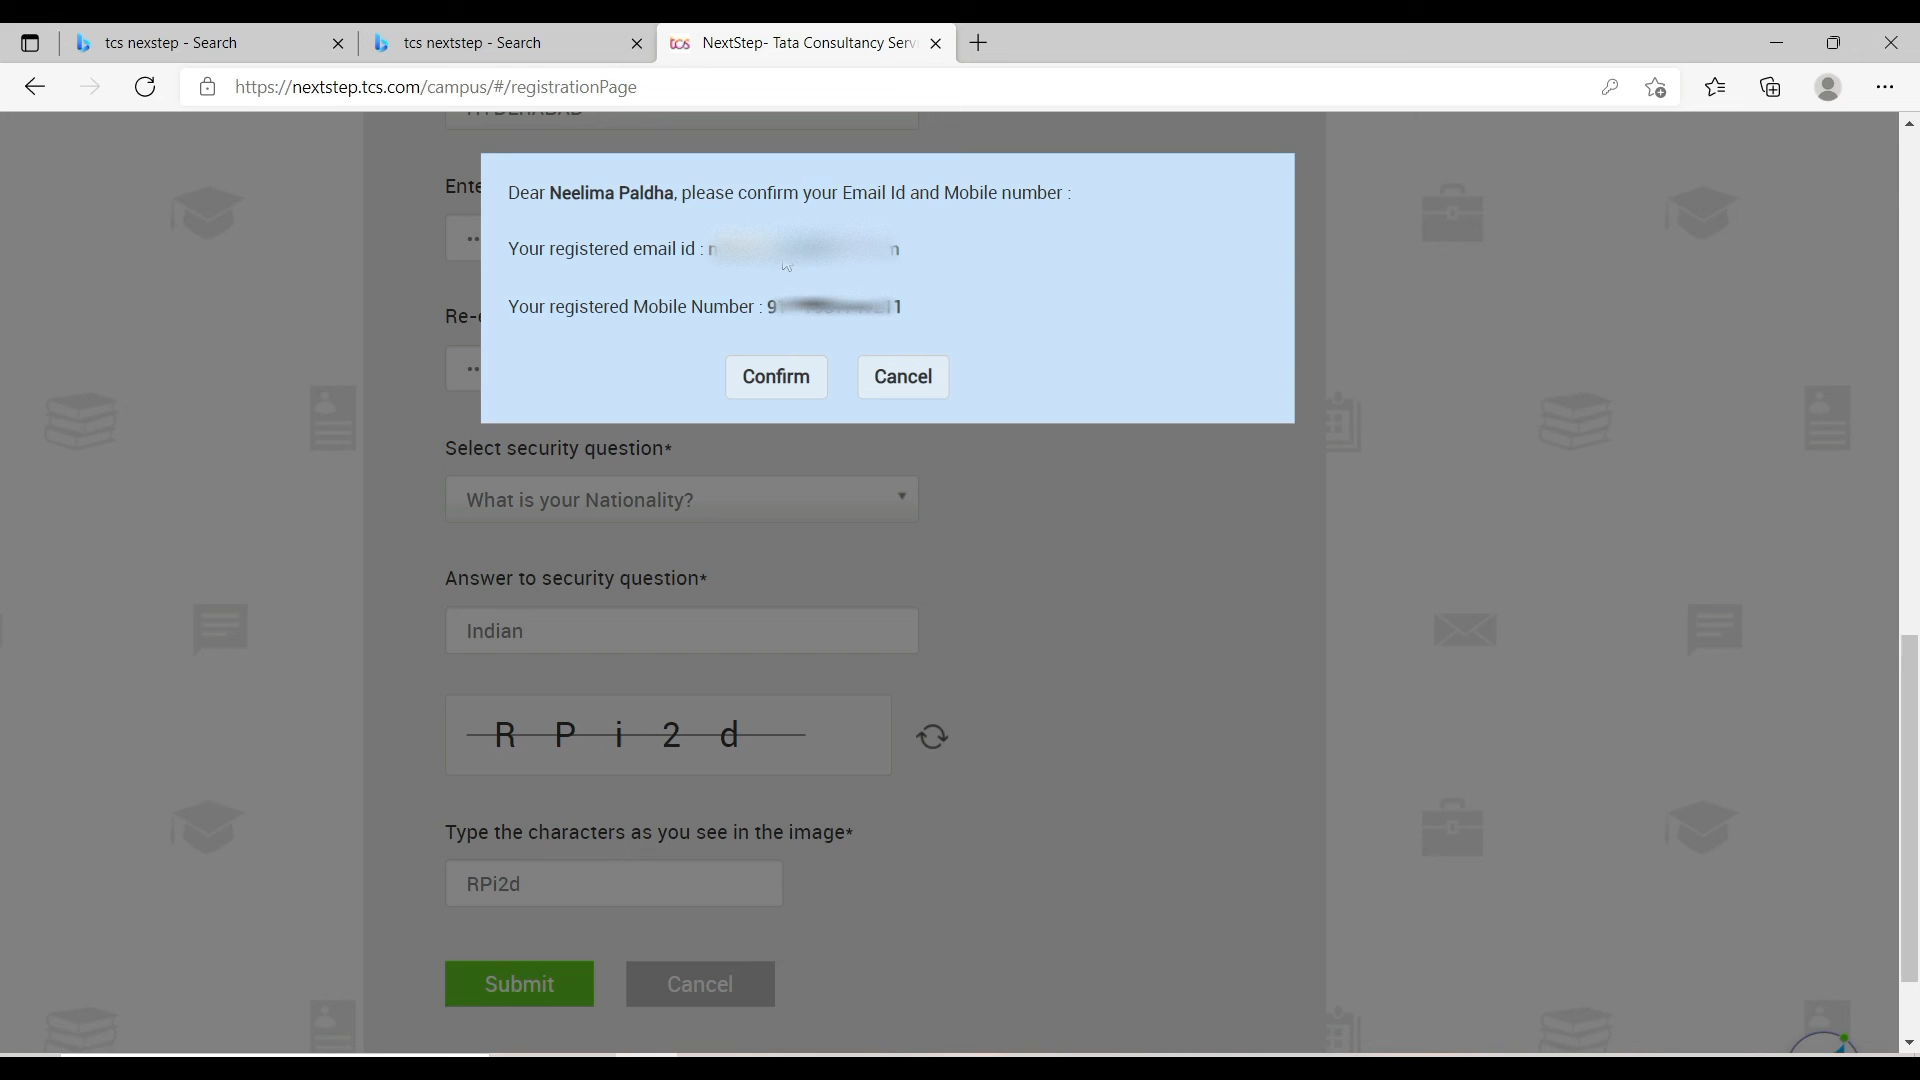 tcs nexstep - Search
tcs nextstep - Search
tcs NextStep- Tata Consultancy Serv
https://nextstep.tcs.com/campus/#/registrationPage
HYDERABAD
Dear Neelima Paldha, please confirm your Email Id and Mobile number :
Ente
Your registered email id :
Your registered Mobile Number :
Re-e
Confirm Cancel
Select security question*
What is your Nationality?
Answer to security question*
Indian
R P i 2 d
Type the characters as you see in the image*
RPi2d
Submit Cancel